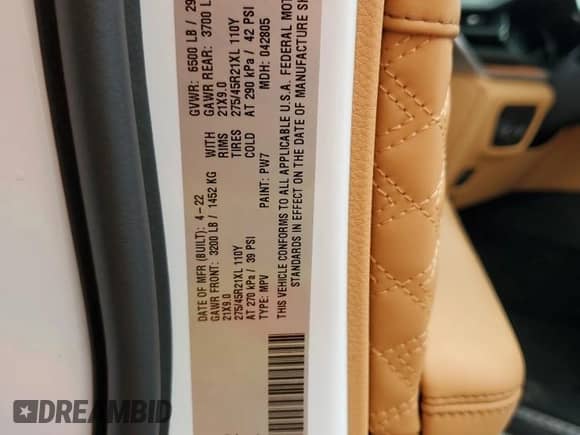 DATE OF MFR (BUILT): 4-22 GVWR: 6500 LB / 29
GAWR FRONT: 3200 LB / 1452 KG WITH GAWR REAR: 3700 L
21X9.0 RIMS 21X9.0
275/45R21XL 110Y TIRES 275/45R21XL 110Y
AT 270 kPa / 39 PSI COLD AT 290 kPa / 42 PSI
TYPE: MPV PAINT: PW7 MDH: 042805
THIS VEHICLE CONFORMS TO ALL APPLICABLE U.S.A. FEDERAL MOT
STANDARDS IN EFFECT ON THE DATE OF MANUFACTURE SH
DREAMBID